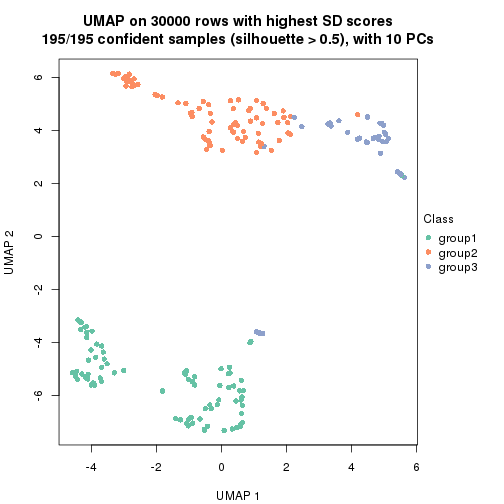 UMAP on 30000 rows with highest SD scores
195/195 confident samples (silhouette > 0.5), with 10 PCs
6
4
2
0
-2
-4
-6
UMAP 2
-4
-2
0
2
4
6
UMAP 1
Class
group1
group2
group3